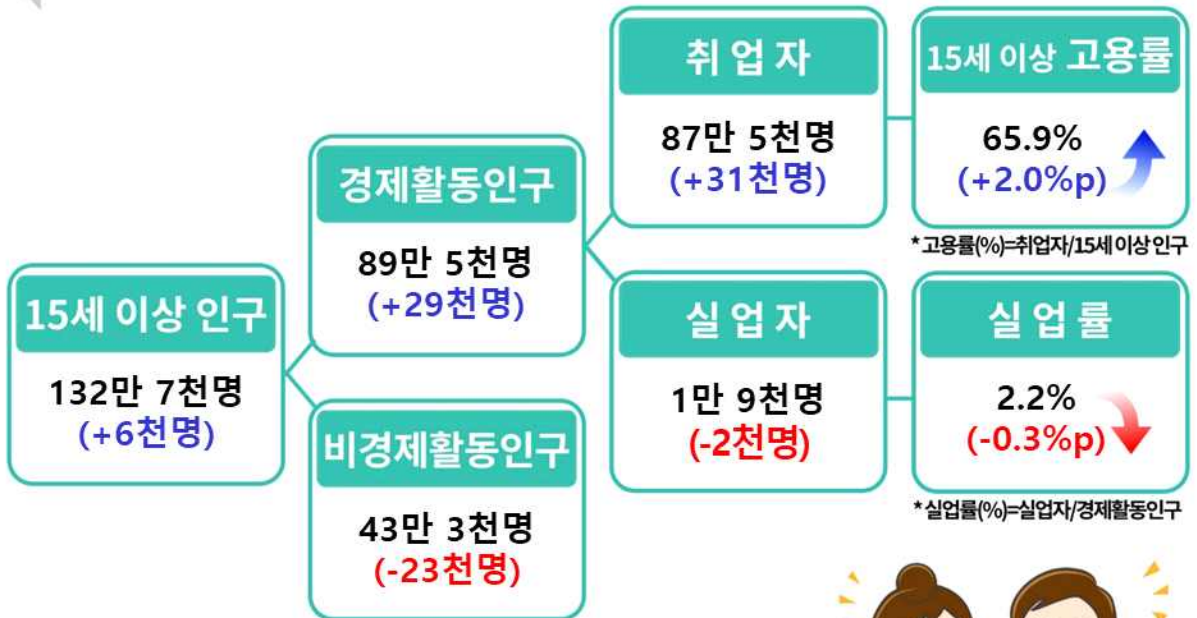 15세 이상 인구
132만 7천명
(+6천명)
경제활동인구
89만 5천명
(+29천명)
비경제활동인구
43만 3천명
(-23천명)
취 업 자
87만 5천명
(+31천명)
15세 이상 고용률
65.9%
(+2.0%p)
* 고용률(%)=취업자/15세 이상 인구
실 업 자
1만 9천명
(-2천명)
실 업 률
2.2%
(-0.3%p)
* 실업률(%)=실업자/경제활동인구